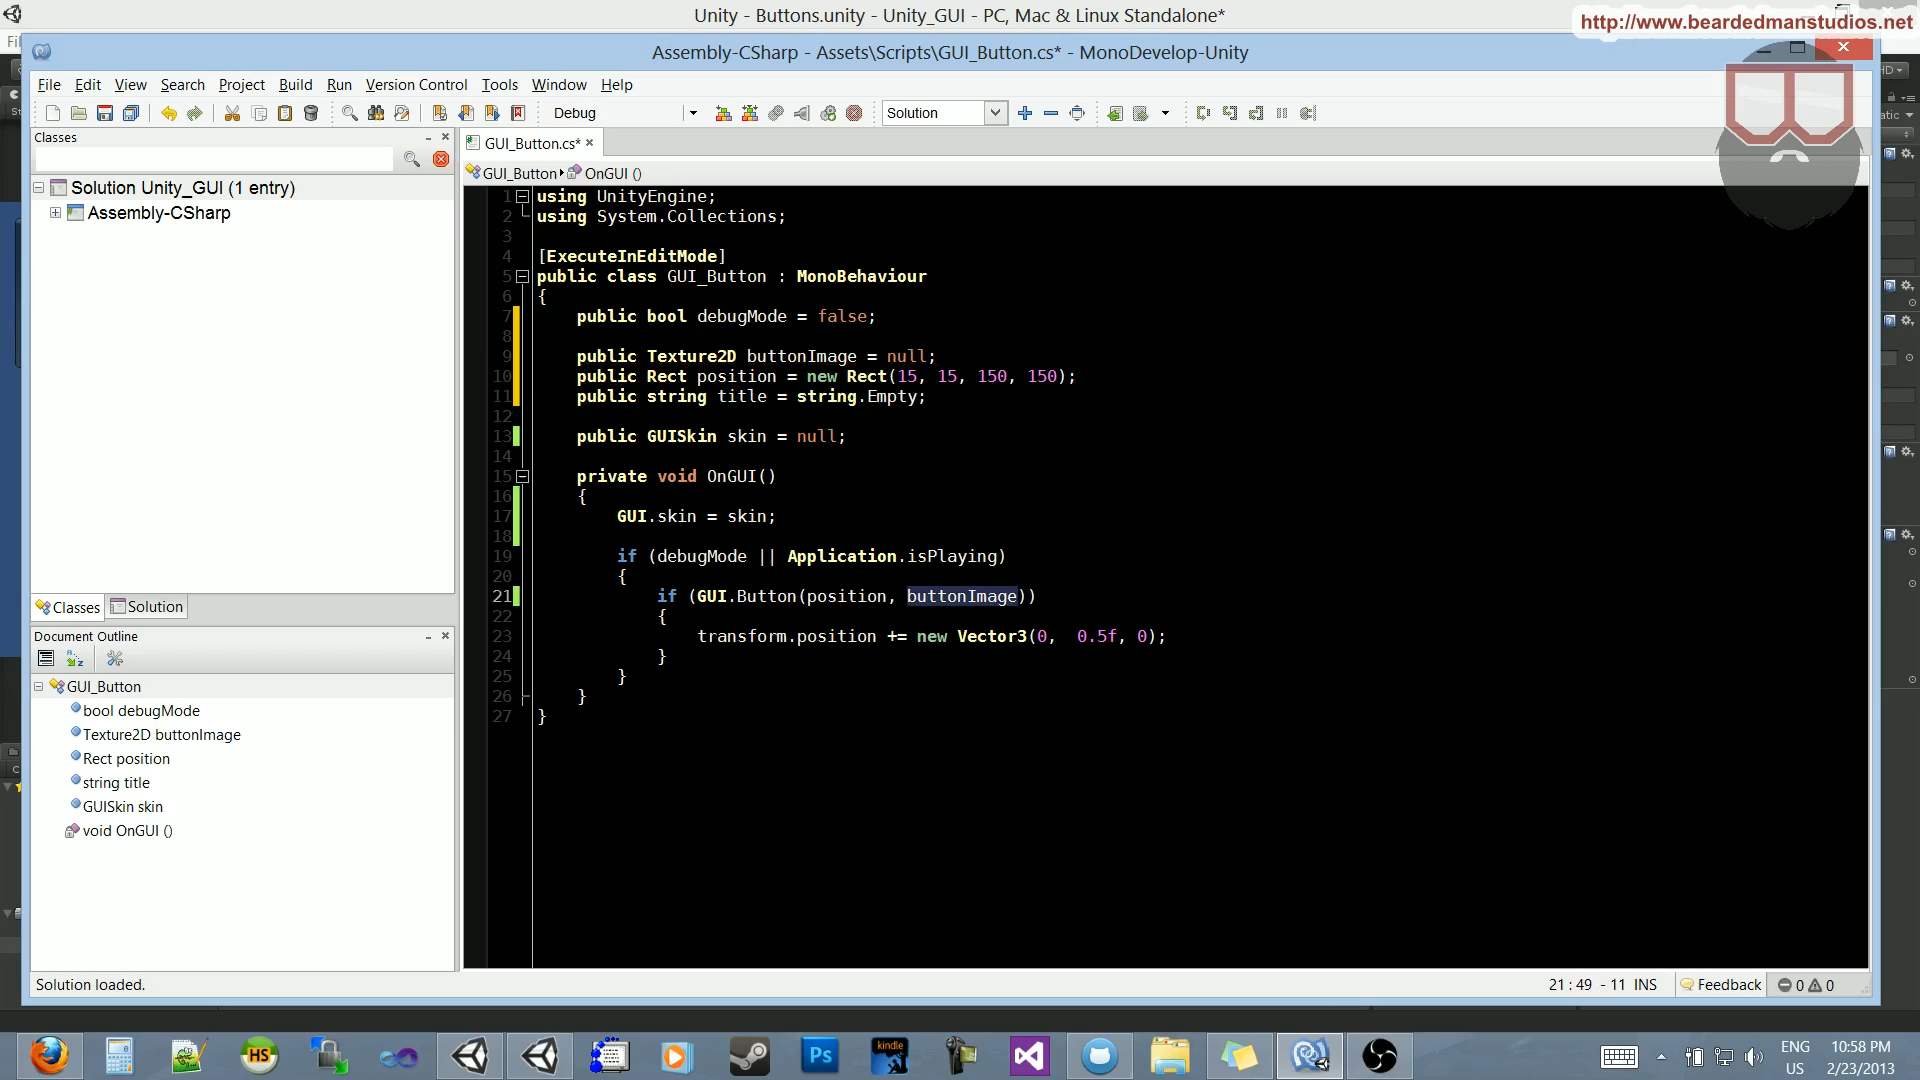 Unity - Buttons.unity - Unity_GUI - PC, Mac & Linux Standalone*
http://www.beardedmanstudios.net
Assembly-CSharp - Assets\Scripts\GUI_Button.cs* - MonoDevelop-Unity
File Edit View Search Project Build Run Version Control Tools Window Help
Debug
Solution
Classes
GUI_Button.cs*
GUI_Button OnGUI ()
Solution Unity_GUI (1 entry)
Assembly-CSharp
1 using UnityEngine;
2 using System.Collections;
3
4 [ExecuteInEditMode]
5 public class GUI_Button : MonoBehaviour
6 {
7 public bool debugMode = false;
8
9 public Texture2D buttonImage = null;
10 public Rect position = new Rect(15, 15, 150, 150);
11 public string title = string.Empty;
12
13 public GUISkin skin = null;
14
15 private void OnGUI()
16 {
17 GUI.skin = skin;
18
19 if (debugMode || Application.isPlaying)
20 {
21 if (GUI.Button(position, buttonImage))
22 {
23 transform.position += new Vector3(0,  0.5f, 0);
24 }
25 }
26 }
27 }
Classes Solution
Document Outline
GUI_Button
bool debugMode
Texture2D buttonImage
Rect position
string title
GUISkin skin
void OnGUI ()
Solution loaded.
21 : 49 - 11 INS
Feedback
0 0
HS
Ps
kindle
ENG
US
10:58 PM
2/23/2013